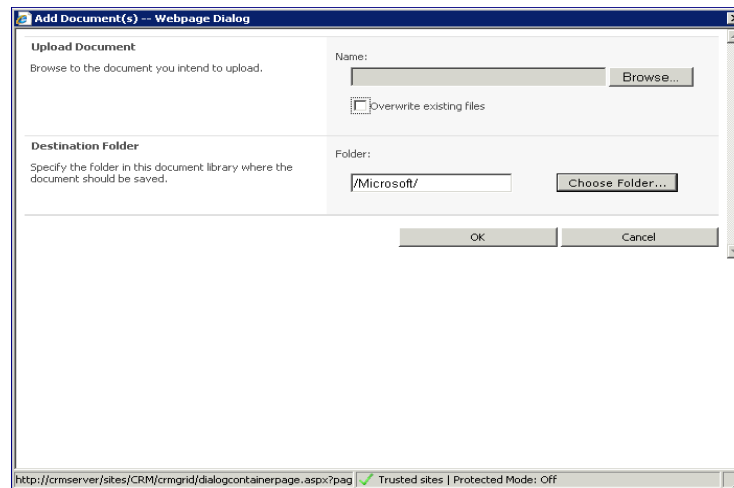 Add Document(s) -- Webpage Dialog
Upload Document
Browse to the document you intend to upload.
Name:
Browse...
Overwrite existing files
Destination Folder
Specify the folder in this document library where the
document should be saved.
Folder:
/Microsoft/
Choose Folder...
OK
Cancel
http://crmserver/sites/CRM/crmgrid/dialogcontainerpage.aspx?pag
Trusted sites | Protected Mode: Off